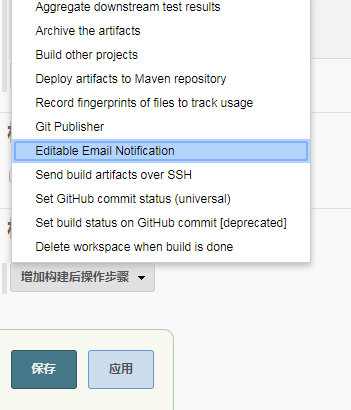 Aggregate downstream test results
Archive the artifacts
Build other projects
Deploy artifacts to Maven repository
Record fingerprints of files to track usage
Git Publisher
Editable Email Notification
Send build artifacts over SSH
Set GitHub commit status (universal)
Set build status on GitHub commit [deprecated]
Delete workspace when build is done
增加构建后操作步骤
保存
应用